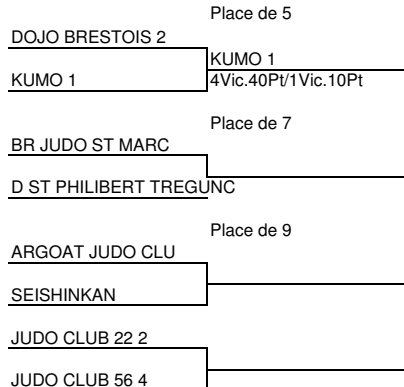 Place de 5
DOJO BRESTOIS 2
KUMO 1
KUMO 1
4Vic.40Pt/1Vic.10Pt
Place de 7
BR JUDO ST MARC
D ST PHILIBERT TREGUNC
Place de 9
ARGOAT JUDO CLU
SEISHINKAN
JUDO CLUB 22 2
JUDO CLUB 56 4